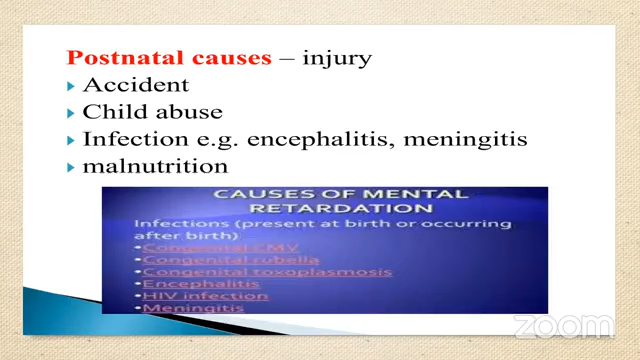 Postnatal causes – injury
Accident
Child abuse
Infection e.g. encephalitis, meningitis
malnutrition
CAUSES OF MENTAL
RETARDATION
Infections (present at birth or occurring
after birth)
•Congenital CMV
•Congenital rubella
•Congenital toxoplasmosis
•Encephalitis
•HIV infection
•Meningitis
zoom